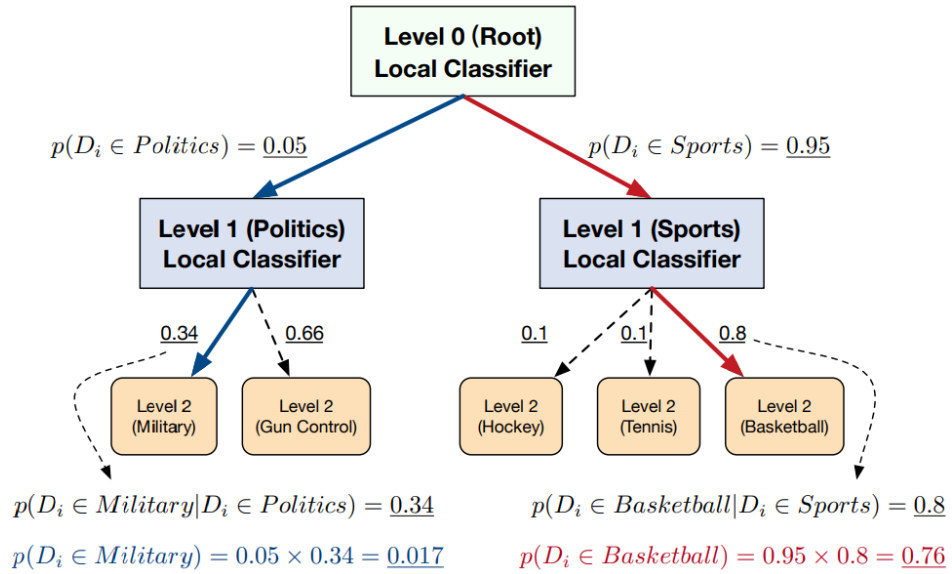 Level 0 (Root)
Local Classifier
p(D_i ∈ Politics) = 0.05
p(D_i ∈ Sports) = 0.95
Level 1 (Politics)
Local Classifier
Level 1 (Sports)
Local Classifier
0.34
0.66
0.1
0.1
0.8
Level 2
(Military)
Level 2
(Gun Control)
Level 2
(Hockey)
Level 2
(Tennis)
Level 2
(Basketball)
p(D_i ∈ Military|D_i ∈ Politics) = 0.34
p(D_i ∈ Basketball|D_i ∈ Sports) = 0.8
p(D_i ∈ Military) = 0.05 × 0.34 = 0.017
p(D_i ∈ Basketball) = 0.95 × 0.8 = 0.76